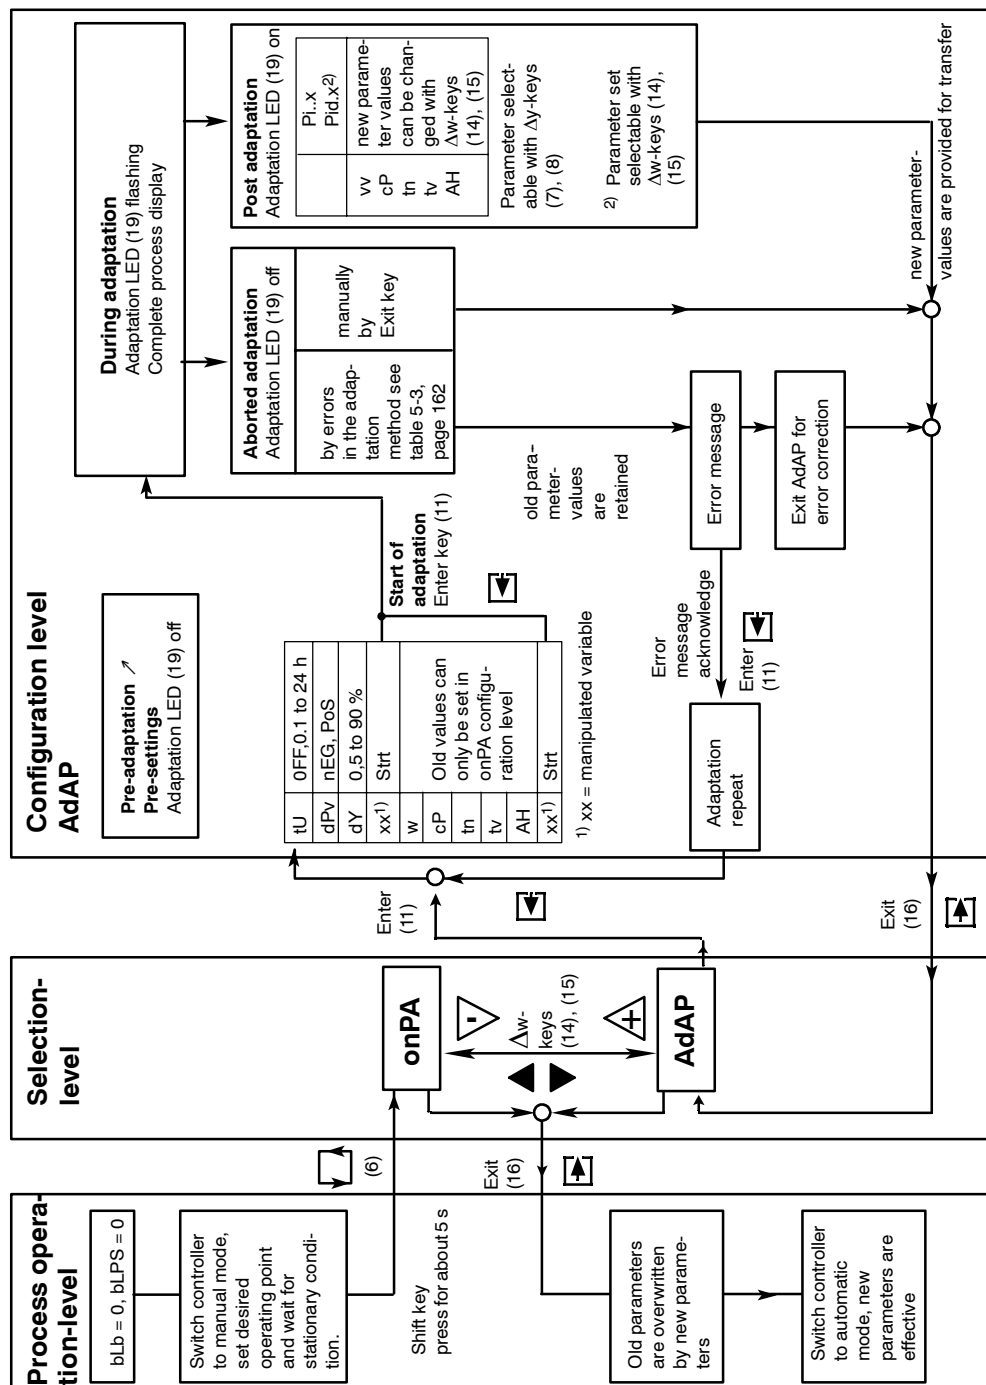 Process opera-
tion-level
bLb = 0, bLPS = 0
Switch controller
to manual mode,
set desired
operating point
and wait for
stationary condi-
tion.
(6)
Shift key
press for about 5 s
Exit
(16)
Old parameters
are overwritten
by new parame-
ters
Switch controller
to automatic
mode, new
parameters are
effective
Selection-
level
onPA
-
Δw-
keys
(14), (15)
+
AdAP
Enter
(11)
Exit
(16)
Configuration level
AdAP
Pre-adaptation ↗
Pre-settings
Adaptation LED (19) off
tU 0FF,0.1 to 24 h
dPv nEG, PoS
dY 0,5 to 90 %
xx1) Strt
w
cP
tn
tv
AH
Old values can
only be set in
onPA configu-
ration level
xx1) Strt
1) xx = manipulated variable
Start of
adaptation
Enter key (11)
During adaptation
Adaptation LED (19) flashing
Complete process display
Aborted adaptation
Adaptation LED (19) off
by errors
in the adap-
tation
method see
table 5-3,
page 162
manually
by
Exit key
Post adaptation
Adaptation LED (19) on
Pi..x
Pid.x2)
vv
cP
tn
tv
AH
new parame-
ter values
can be chan-
ged with
Δw-keys
(14), (15)
Parameter select-
able with Δy-keys
(7), (8)
2) Parameter set
selectable with
Δw-keys (14),
(15)
old para-
meter-
values
are
retained
Error message
Exit AdAP for
error correction
Error
message
acknowledge
Enter
(11)
Adaptation
repeat
new parameter-
values are provided for transfer